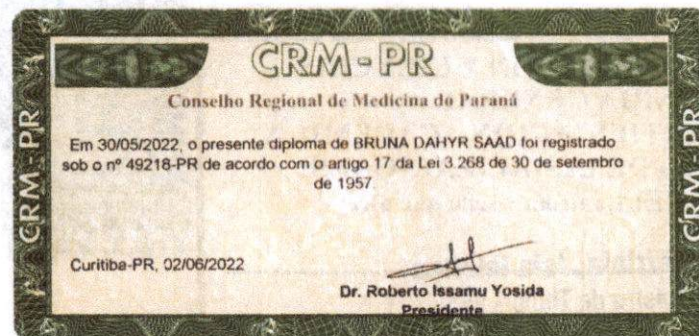 CRM-PR
Conselho Regional de Medicina do Paraná
Em 30/05/2022, o presente diploma de BRUNA DAHYR SAAD foi registrado
sob o nº 49218-PR de acordo com o artigo 17 da Lei 3.268 de 30 de setembro
de 1957.
Curitiba-PR, 02/06/2022
Dr. Roberto Issamu Yosida
Presidente
CRM-PR
CRM-PR